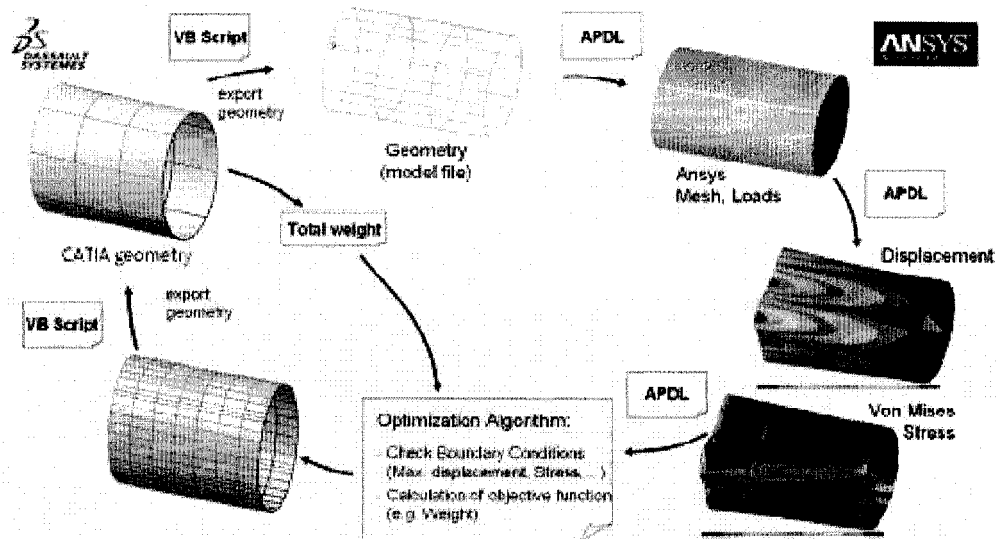 DASSAULT
SYSTEMES
VB Script
export
geometry
Geometry
(model file)
APDL
ANSYS
Ansys
Mesh, Loads
APDL
Displacement
Von Mises
Stress
APDL
Total weight
CATIA geometry
VB Script
export
geometry
Optimization Algorithm:
Check Boundary Conditions
(Max. displacement, Stress, ...)
Calculation of objective function
(e.g. Weight)